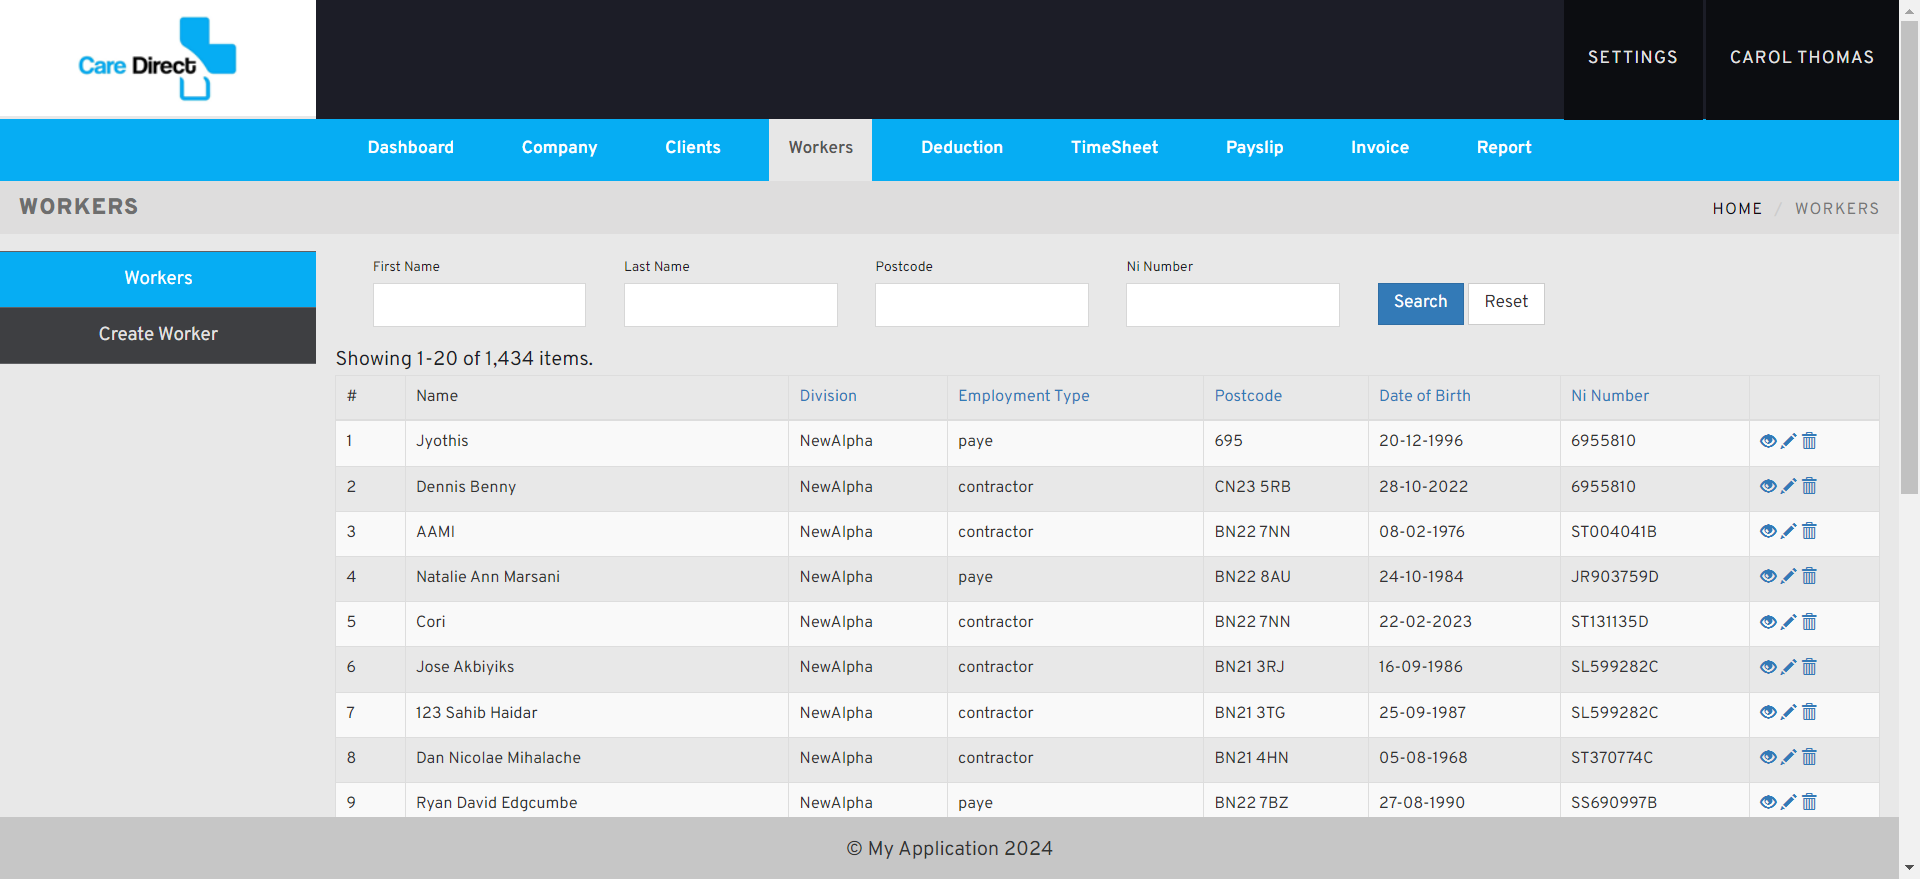 Care Direct
SETTINGS
CAROL THOMAS
Dashboard Company Clients Workers Deduction TimeSheet Payslip Invoice Report
WORKERS
HOME / WORKERS
Workers
Create Worker
First Name Last Name Postcode Ni Number
Search Reset
Showing 1-20 of 1,434 items.
# Name Division Employment Type Postcode Date of Birth Ni Number
1 Jyothis NewAlpha paye 695 20-12-1996 6955810
2 Dennis Benny NewAlpha contractor CN23 5RB 28-10-2022 6955810
3 AAMI NewAlpha contractor BN22 7NN 08-02-1976 ST004041B
4 Natalie Ann Marsani NewAlpha paye BN22 8AU 24-10-1984 JR903759D
5 Cori NewAlpha contractor BN22 7NN 22-02-2023 ST131135D
6 Jose Akbiyiks NewAlpha contractor BN21 3RJ 16-09-1986 SL599282C
7 123 Sahib Haidar NewAlpha contractor BN21 3TG 25-09-1987 SL599282C
8 Dan Nicolae Mihalache NewAlpha contractor BN21 4HN 05-08-1968 ST370774C
9 Ryan David Edgcumbe NewAlpha paye BN22 7BZ 27-08-1990 SS690997B
© My Application 2024